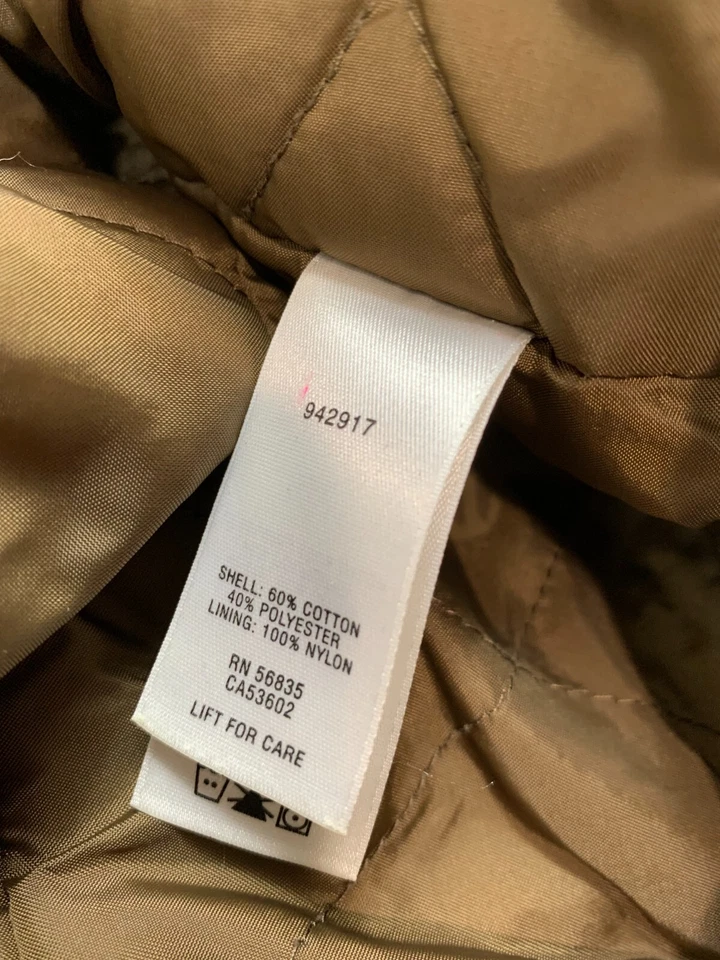 942917
SHELL: 60% COTTON
40% POLYESTER
LINING: 100% NYLON
RN 56835
CA53602
LIFT FOR CARE